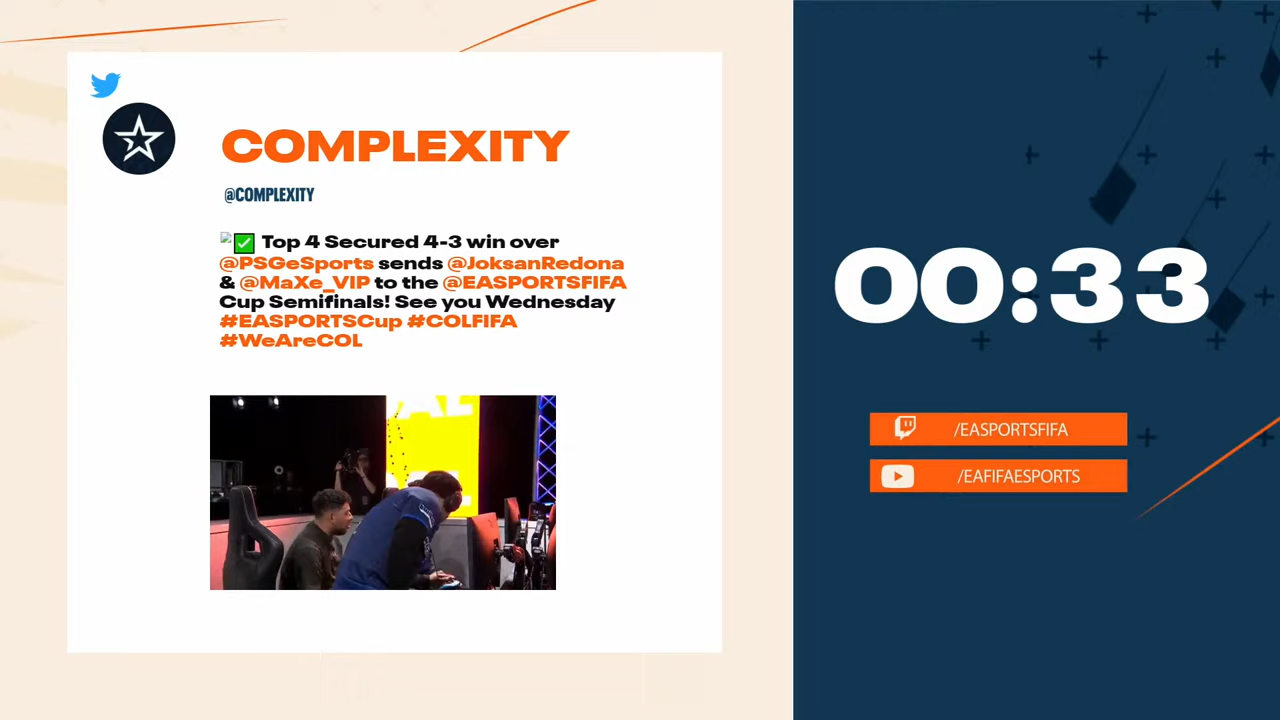 COMPLEXITY
@COMPLEXITY
✅ Top 4 Secured 4-3 win over
@PSGeSports sends @JoksanRedona
& @MaXe_VIP to the @EASPORTSFIFA
Cup Semifinals! See you Wednesday
#EASPORTSCup #COLFIFA
#WeAreCOL
00:33
/EASPORTSFIFA
/EAFIFAESPORTS